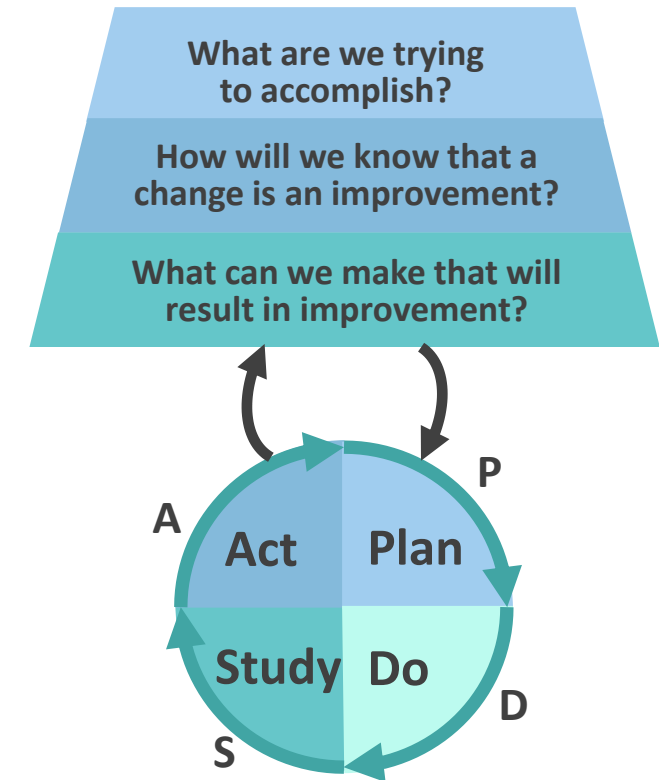 What are we trying
to accomplish?
How will we know that a
change is an improvement?
What can we make that will
result in improvement?
P
A
Act
Plan
Study
Do
D
S